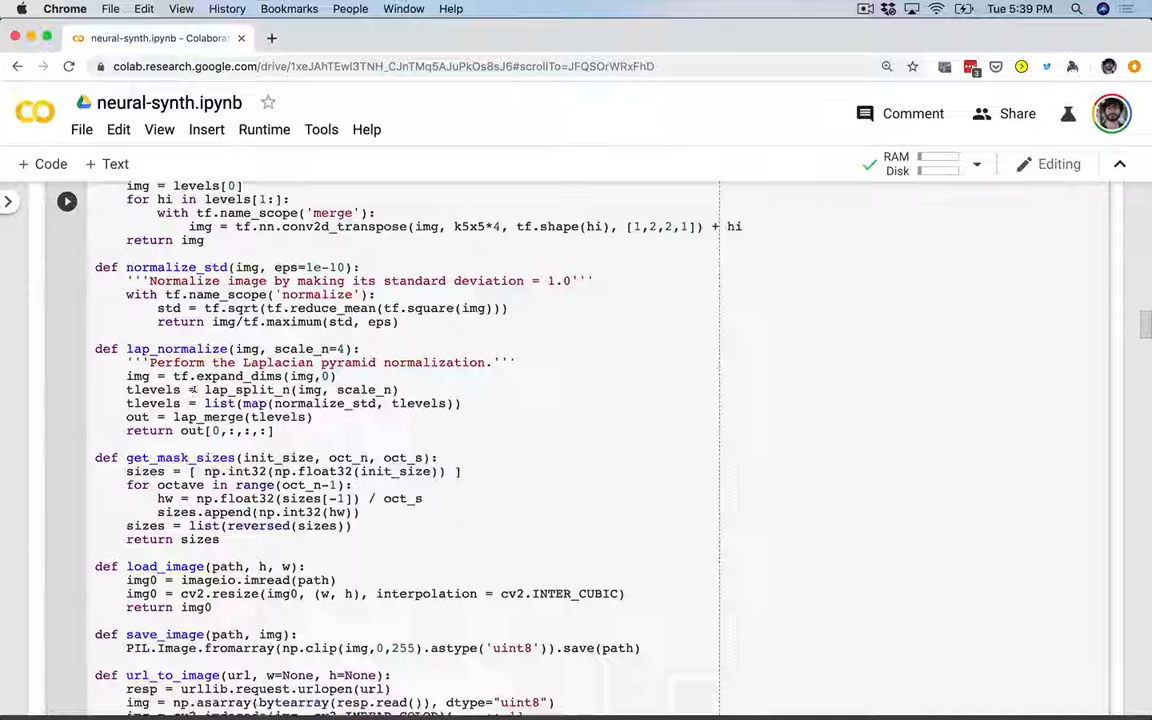 Chrome File Edit View History Bookmarks People Window Help Tue 5:39 PM
neural-synth.ipynb - Colabora
colab.research.google.com/drive/1xeJAhTEwI3TNH_CJnTMq5AJuPkOs8sJ6#scrollTo=JFQSOrWRxFhD
3
neural-synth.ipynb
Comment Share
File Edit View Insert Runtime Tools Help
+ Code + Text
RAM
Disk
Editing
img = levels[0]
for hi in levels[1:]:
with tf.name_scope('merge'):
img = tf.nn.conv2d_transpose(img, k5x5*4, tf.shape(hi), [1,2,2,1]) + hi
return img
def normalize_std(img, eps=1e-10):
'''Normalize image by making its standard deviation = 1.0'''
with tf.name_scope('normalize'):
std = tf.sqrt(tf.reduce_mean(tf.square(img)))
return img/tf.maximum(std, eps)
def lap_normalize(img, scale_n=4):
'''Perform the Laplacian pyramid normalization.'''
img = tf.expand_dims(img,0)
tlevels = lap_split_n(img, scale_n)
tlevels = list(map(normalize_std, tlevels))
out = lap_merge(tlevels)
return out[0,:,:,:]
def get_mask_sizes(init_size, oct_n, oct_s):
sizes = [ np.int32(np.float32(init_size)) ]
for octave in range(oct_n-1):
hw = np.float32(sizes[-1]) / oct_s
sizes.append(np.int32(hw))
sizes = list(reversed(sizes))
return sizes
def load_image(path, h, w):
img0 = imageio.imread(path)
img0 = cv2.resize(img0, (w, h), interpolation = cv2.INTER_CUBIC)
return img0
def save_image(path, img):
PIL.Image.fromarray(np.clip(img,0,255).astype('uint8')).save(path)
def url_to_image(url, w=None, h=None):
resp = urllib.request.urlopen(url)
img = np.asarray(bytearray(resp.read()), dtype="uint8")